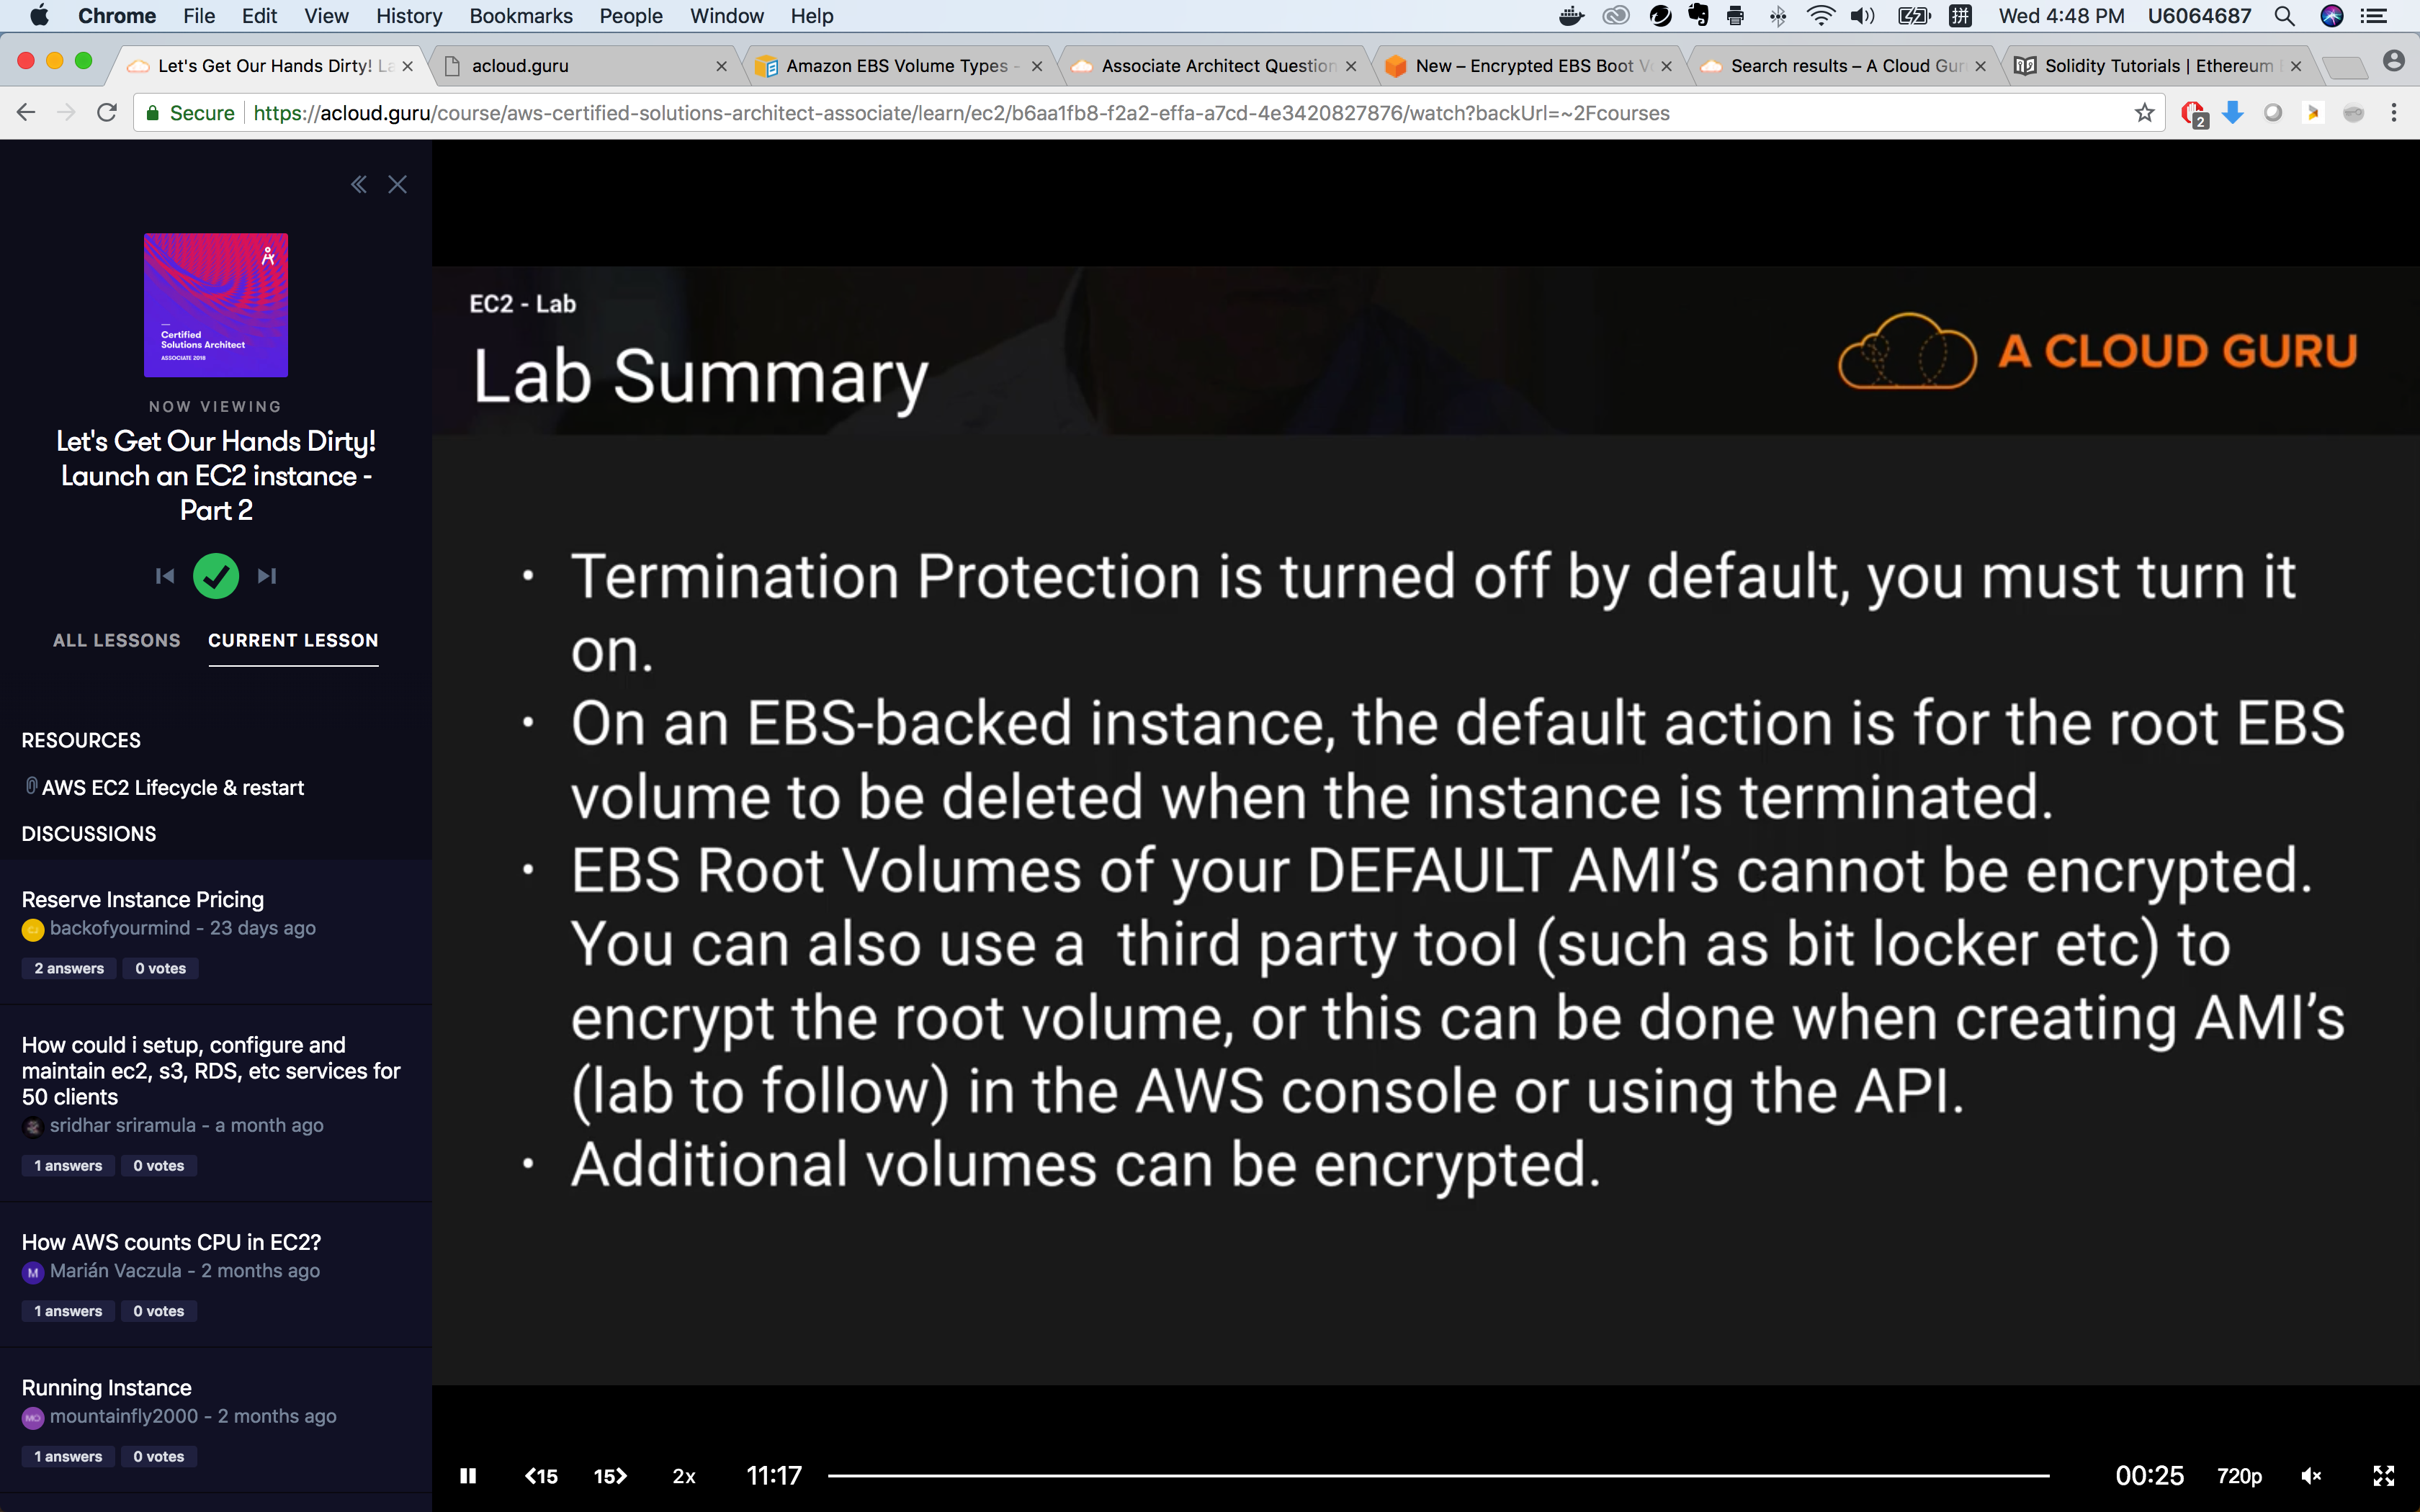 Chrome File Edit View History Bookmarks People Window Help
拼 Wed 4:48 PM U6064687
Let's Get Our Hands Dirty! La
acloud.guru
Amazon EBS Volume Types -
Associate Architect Question
New – Encrypted EBS Boot V
Search results – A Cloud Gur
Solidity Tutorials | Ethereum
Secure https://acloud.guru/course/aws-certified-solutions-architect-associate/learn/ec2/b6aa1fb8-f2a2-effa-a7cd-4e3420827876/watch?backUrl=~2Fcourses
2
Certified
Solutions Architect
ASSOCIATE 2018
NOW VIEWING
Let's Get Our Hands Dirty!
Launch an EC2 instance -
Part 2
ALL LESSONS CURRENT LESSON
RESOURCES
AWS EC2 Lifecycle & restart
DISCUSSIONS
Reserve Instance Pricing
backofyourmind - 23 days ago
2 answers 0 votes
How could i setup, configure and
maintain ec2, s3, RDS, etc services for
50 clients
sridhar sriramula - a month ago
1 answers 0 votes
How AWS counts CPU in EC2?
M Marián Vaczula - 2 months ago
1 answers 0 votes
Running Instance
MO mountainfly2000 - 2 months ago
1 answers 0 votes
EC2 - Lab
Lab Summary
A CLOUD GURU
• Termination Protection is turned off by default, you must turn it
on.
• On an EBS-backed instance, the default action is for the root EBS
volume to be deleted when the instance is terminated.
• EBS Root Volumes of your DEFAULT AMI’s cannot be encrypted.
You can also use a third party tool (such as bit locker etc) to
encrypt the root volume, or this can be done when creating AMI’s
(lab to follow) in the AWS console or using the API.
• Additional volumes can be encrypted.
15 15 2x 11:17 00:25 720p